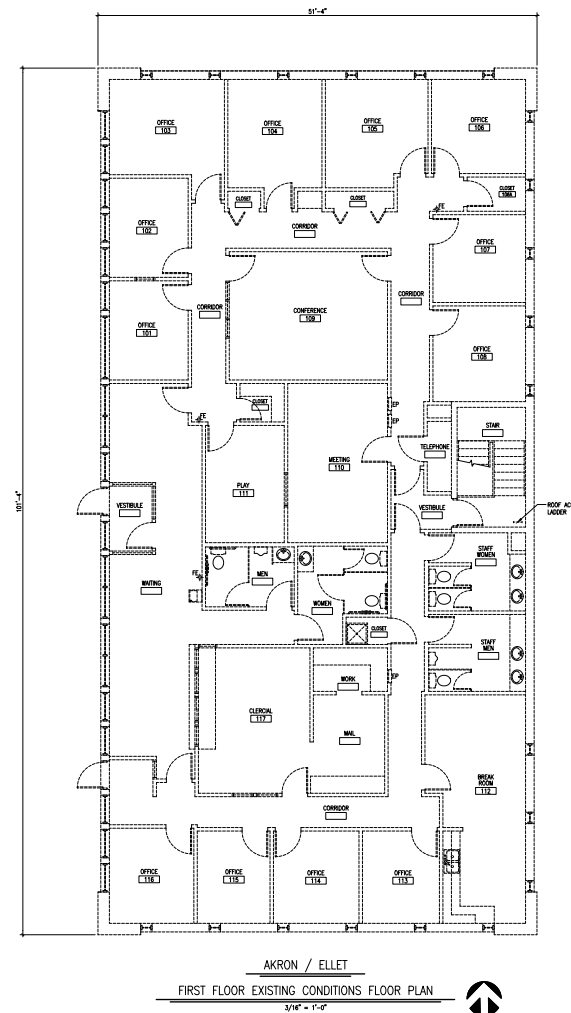 51'-4"
OFFICE
103
OFFICE
104
OFFICE
105
OFFICE
106
CLOSET
CLOSET
CLOSET
106A
FE
OFFICE
102
CORRIDOR
OFFICE
107
CORRIDOR
CONFERENCE
109
CORRIDOR
OFFICE
101
OFFICE
108
CLOSET
FE
EP
EP
STAIR
TELEPHONE
MEETING
110
PLAY
111
101'-4"
VESTIBULE
VESTIBULE
ROOF AC
LADDER
STAFF
WOMEN
MEN
FE
WAITING
WOMEN
CLOSET
STAFF
MEN
EP
WORK
CLERCIAL
117
MAIL
BREAK
ROOM
112
CORRIDOR
OFFICE
116
OFFICE
115
OFFICE
114
OFFICE
113
AKRON / ELLET
FIRST FLOOR EXISTING CONDITIONS FLOOR PLAN
3/16" = 1'-0"